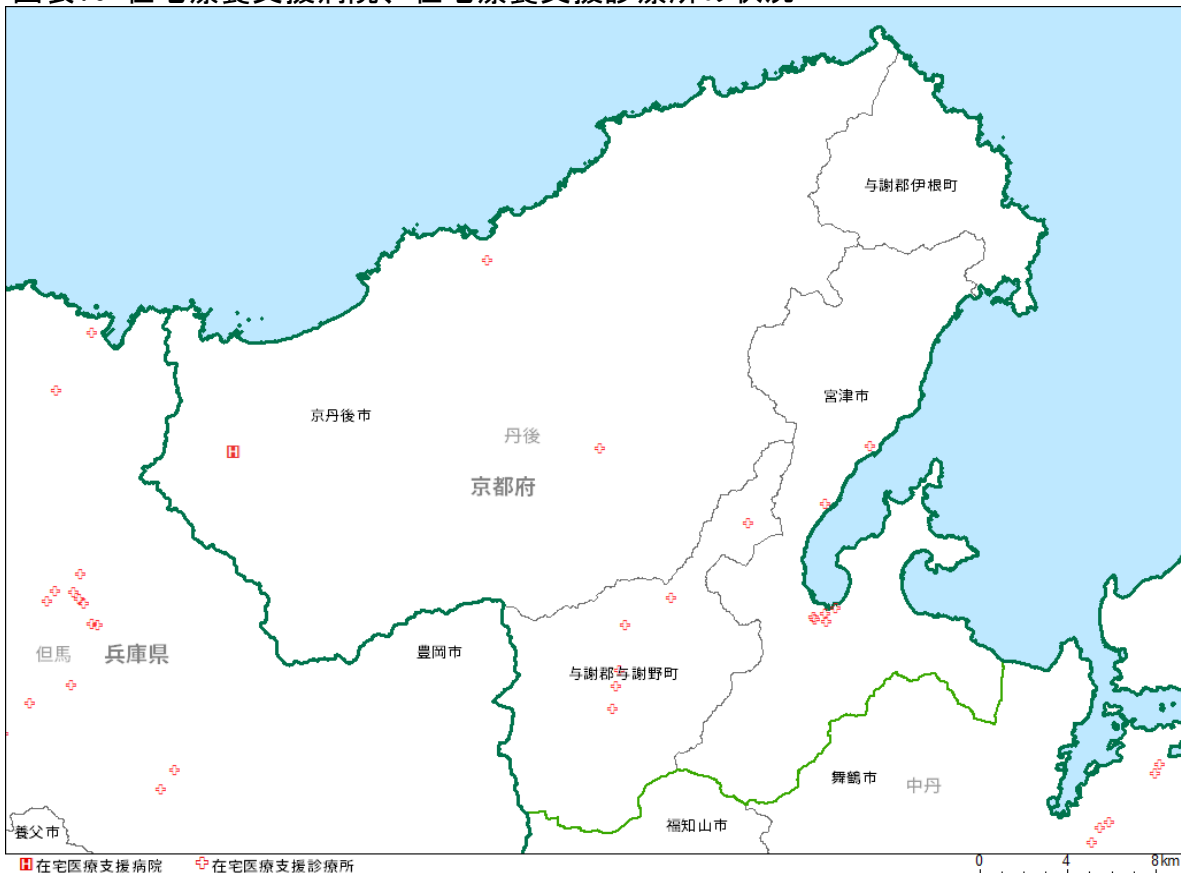 与謝郡伊根町
宮津市
京丹後市
丹後
京都府
豊岡市
但馬
兵庫県
与謝郡与謝野町
舞鶴市
中丹
福知山市
養父市
在宅医療支援病院
在宅医療支援診療所
0 4 8km